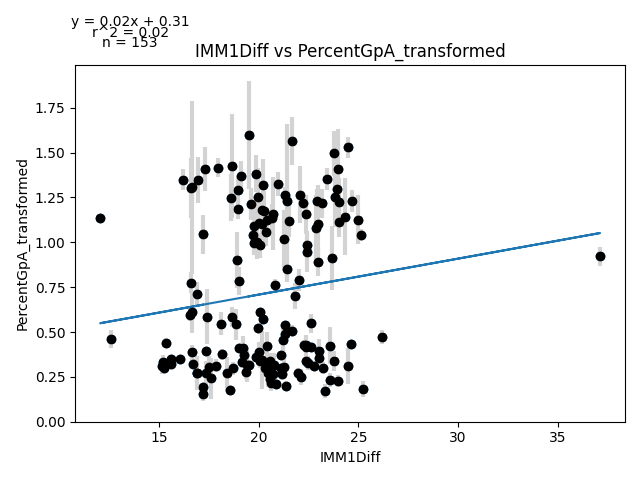 y = 0.02x + 0.31
r^2 = 0.02
n = 153
IMM1Diff vs PercentGpA_transformed
PercentGpA_transformed
1.75
1.50
1.25
1.00
0.75
0.50
0.25
0.00
15
20
25
30
35
IMM1Diff